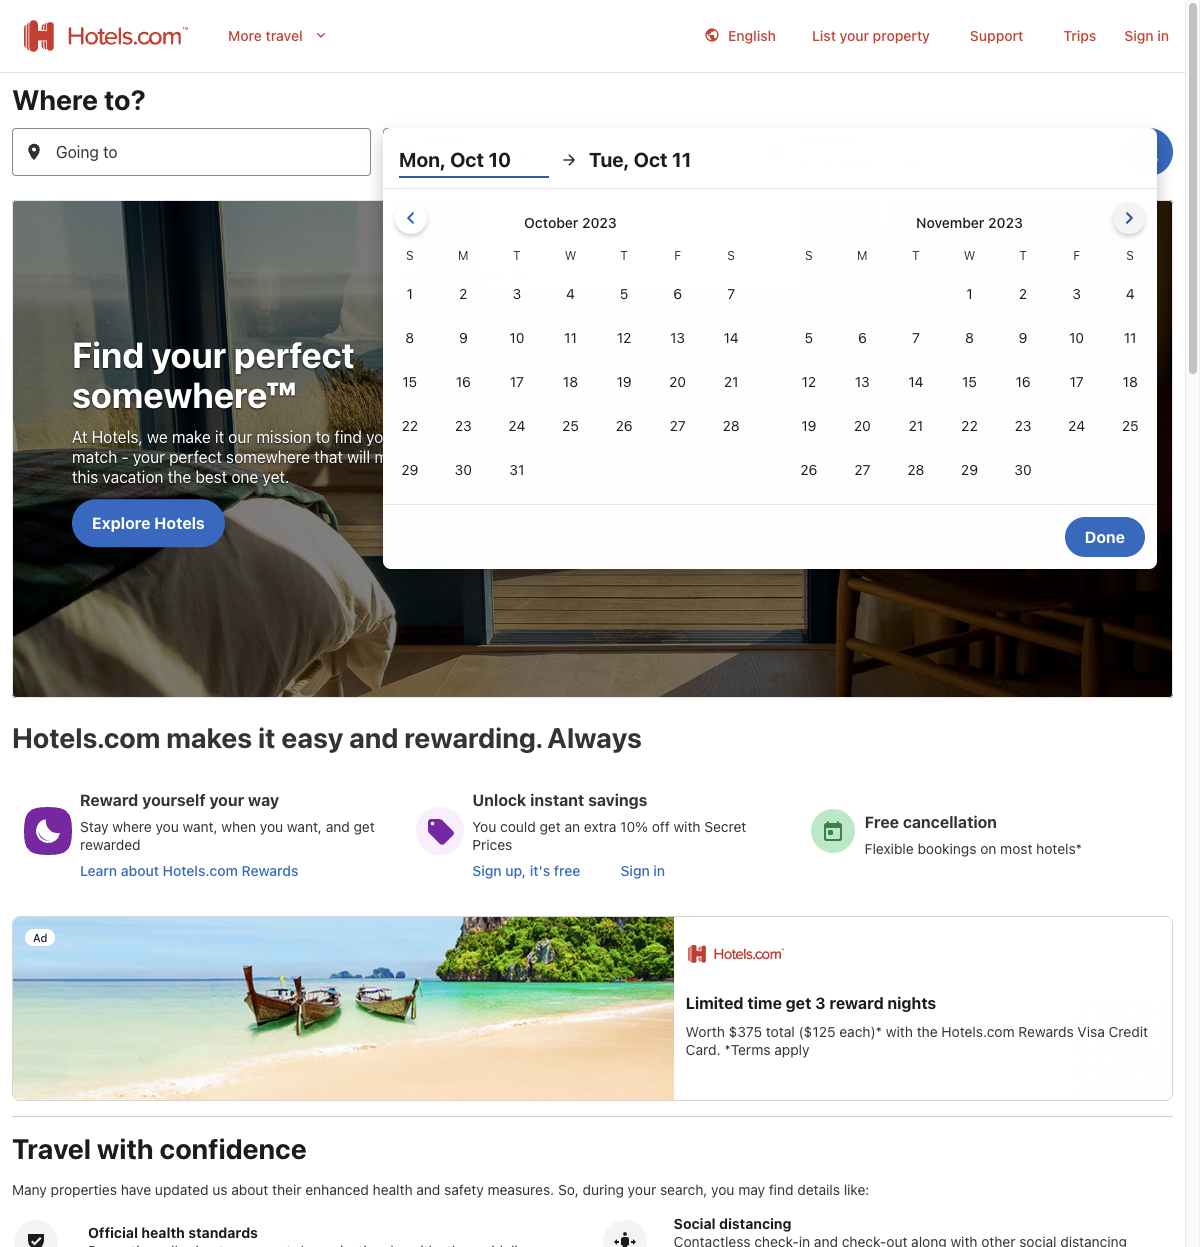 Hotels.com™
More travel
English
List your property
Support
Trips
Sign in
Where to?
Going to
Mon, Oct 10 → Tue, Oct 11
October 2023
S M T W T F S
1 2 3 4 5 6 7
8 9 10 11 12 13 14
15 16 17 18 19 20 21
22 23 24 25 26 27 28
29 30 31
November 2023
S M T W T F S
1 2 3 4
5 6 7 8 9 10 11
12 13 14 15 16 17 18
19 20 21 22 23 24 25
26 27 28 29 30
Done
Find your perfect
somewhere™
At Hotels, we make it our mission to find yo
match - your perfect somewhere that will m
this vacation the best one yet.
Explore Hotels
Hotels.com makes it easy and rewarding. Always
Reward yourself your way
Stay where you want, when you want, and get
rewarded
Learn about Hotels.com Rewards
Unlock instant savings
You could get an extra 10% off with Secret
Prices
Sign up, it's free
Sign in
Free cancellation
Flexible bookings on most hotels*
Ad
Hotels.com
Limited time get 3 reward nights
Worth $375 total ($125 each)* with the Hotels.com Rewards Visa Credit
Card. *Terms apply
Travel with confidence
Many properties have updated us about their enhanced health and safety measures. So, during your search, you may find details like:
Official health standards
Social distancing
Contactless check-in and check-out along with other social distancing